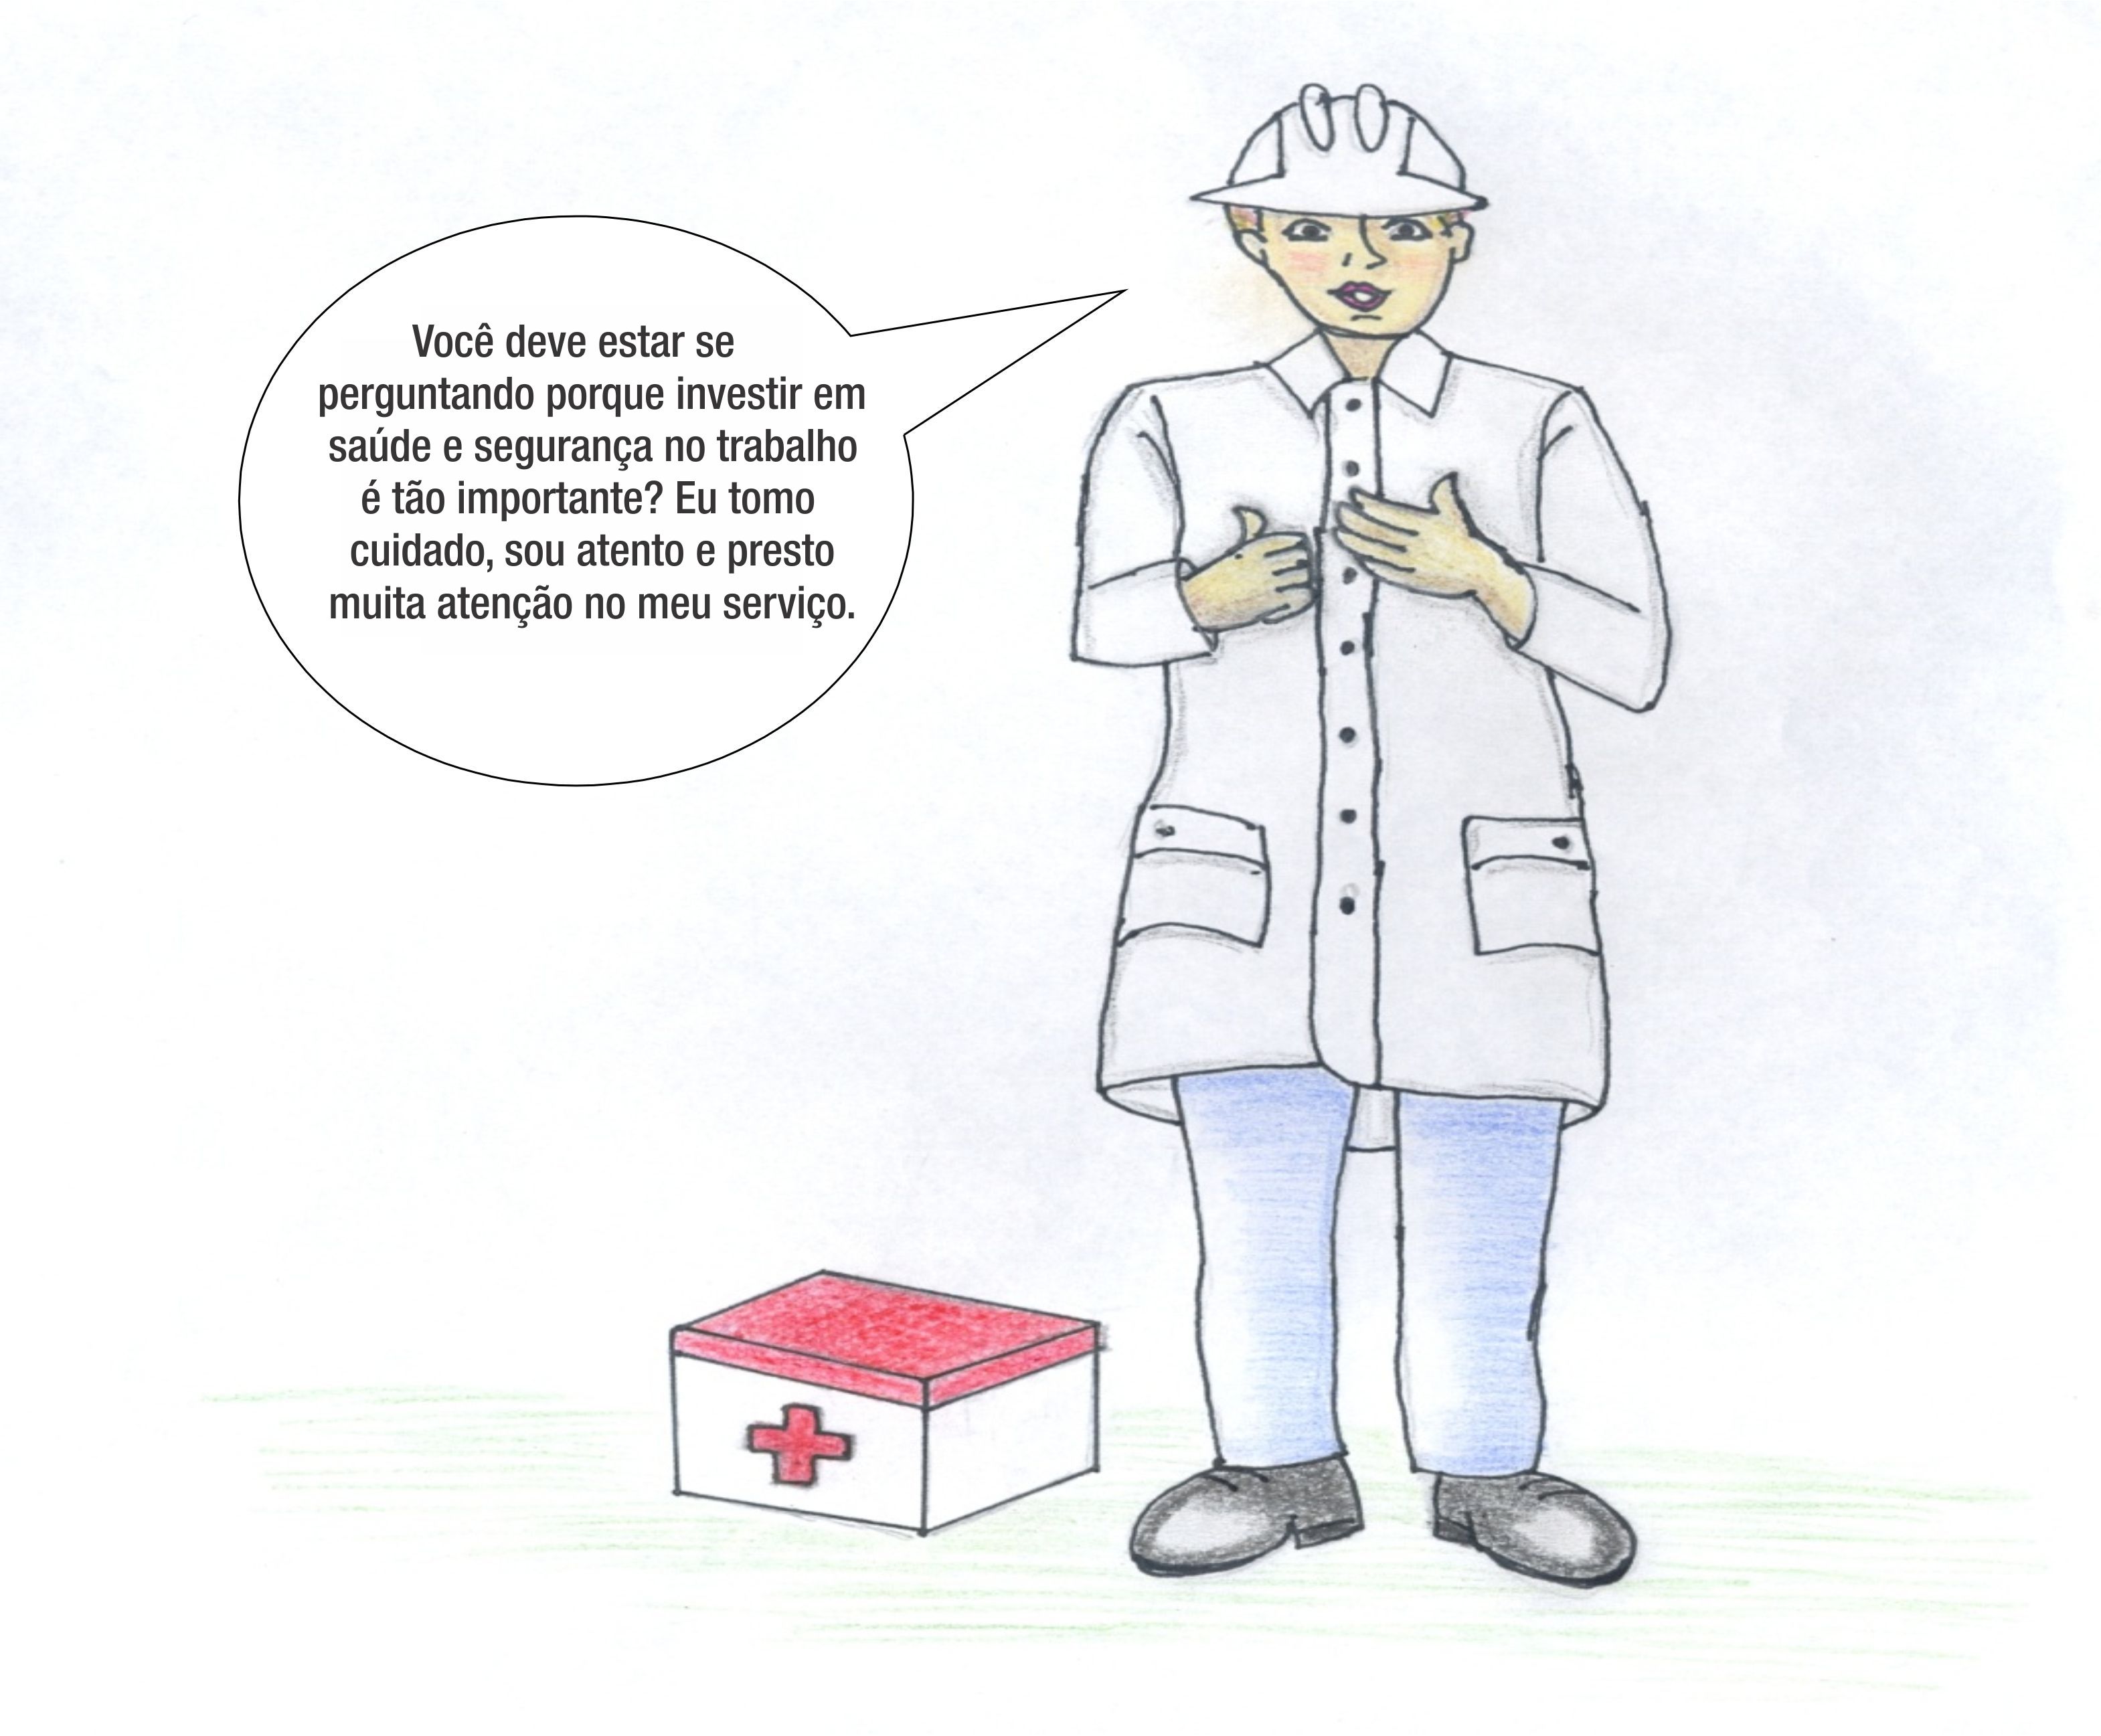 Você deve estar se
perguntando porque investir em
saúde e segurança no trabalho
é tão importante? Eu tomo
cuidado, sou atento e presto
muita atenção no meu serviço.